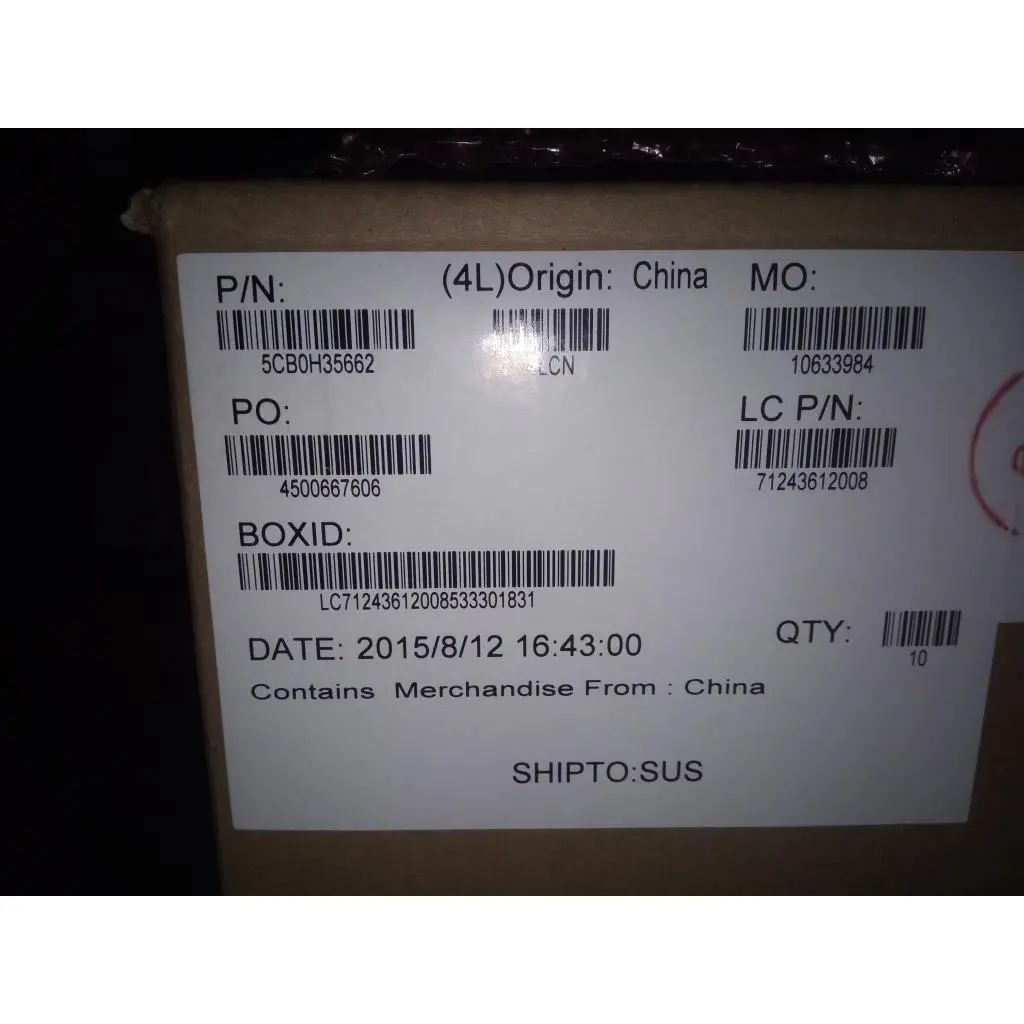 P/N: (4L)Origin: China MO:
5CB0H35662 LCN 10633984
PO: LC P/N:
4500667606 71243612008
BOXID:
LC71243612008533301831
DATE: 2015/8/12 16:43:00 QTY:
10
Contains Merchandise From : China
SHIPTO:SUS